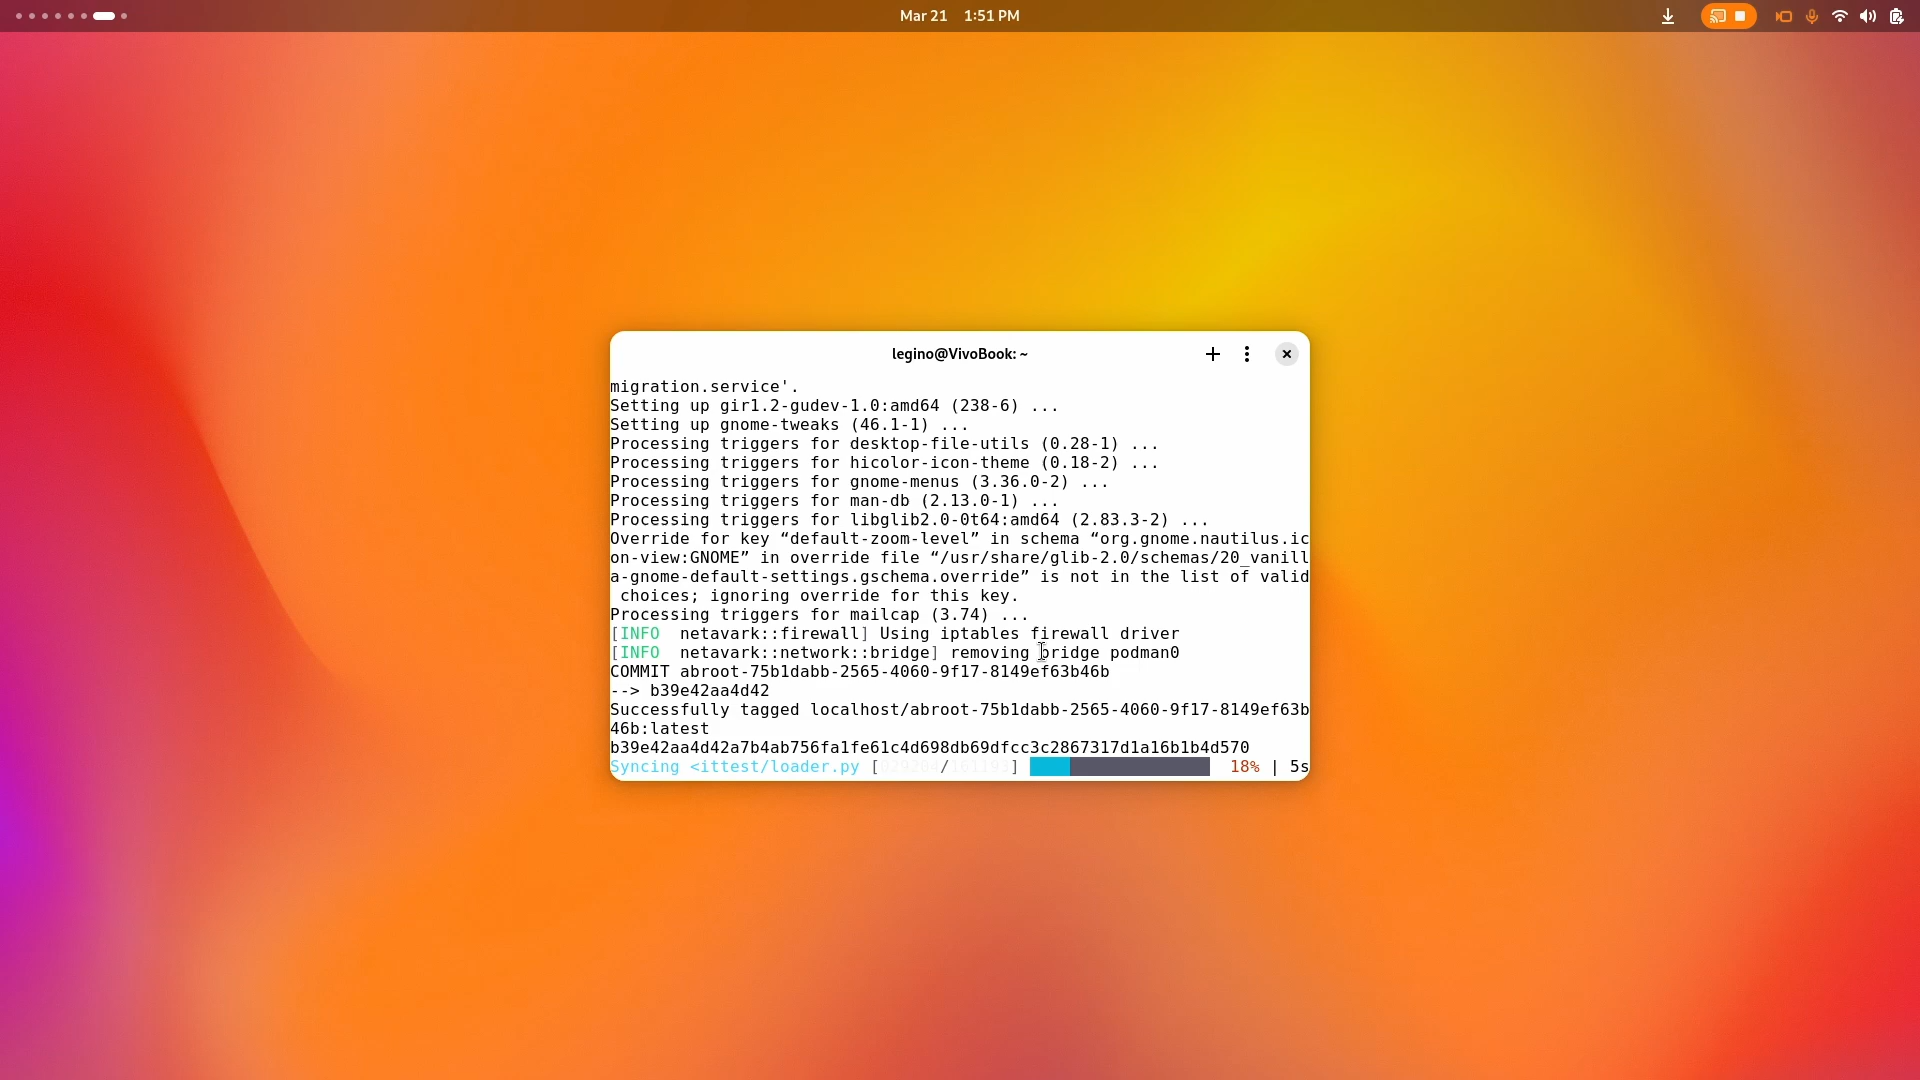 Mar 21 1:51 PM
legino@VivoBook: ~
migration.service'.
Setting up gir1.2-gudev-1.0:amd64 (238-6) ...
Setting up gnome-tweaks (46.1-1) ...
Processing triggers for desktop-file-utils (0.28-1) ...
Processing triggers for hicolor-icon-theme (0.18-2) ...
Processing triggers for gnome-menus (3.36.0-2) ...
Processing triggers for man-db (2.13.0-1) ...
Processing triggers for libglib2.0-0t64:amd64 (2.83.3-2) ...
Override for key “default-zoom-level” in schema “org.gnome.nautilus.ic
on-view:GNOME” in override file “/usr/share/glib-2.0/schemas/20_vanill
a-gnome-default-settings.gschema.override” is not in the list of valid
 choices; ignoring override for this key.
Processing triggers for mailcap (3.74) ...
[INFO  netavark::firewall] Using iptables firewall driver
[INFO  netavark::network::bridge] removing bridge podman0
COMMIT abroot-75b1dabb-2565-4060-9f17-8149ef63b46b
--> b39e42aa4d42
Successfully tagged localhost/abroot-75b1dabb-2565-4060-9f17-8149ef63b
46b:latest
b39e42aa4d42a7b4ab756fa1fe61c4d698db69dfcc3c2867317d1a16b1b4d570
Syncing <ittest/loader.py [ / ] 18% | 5s